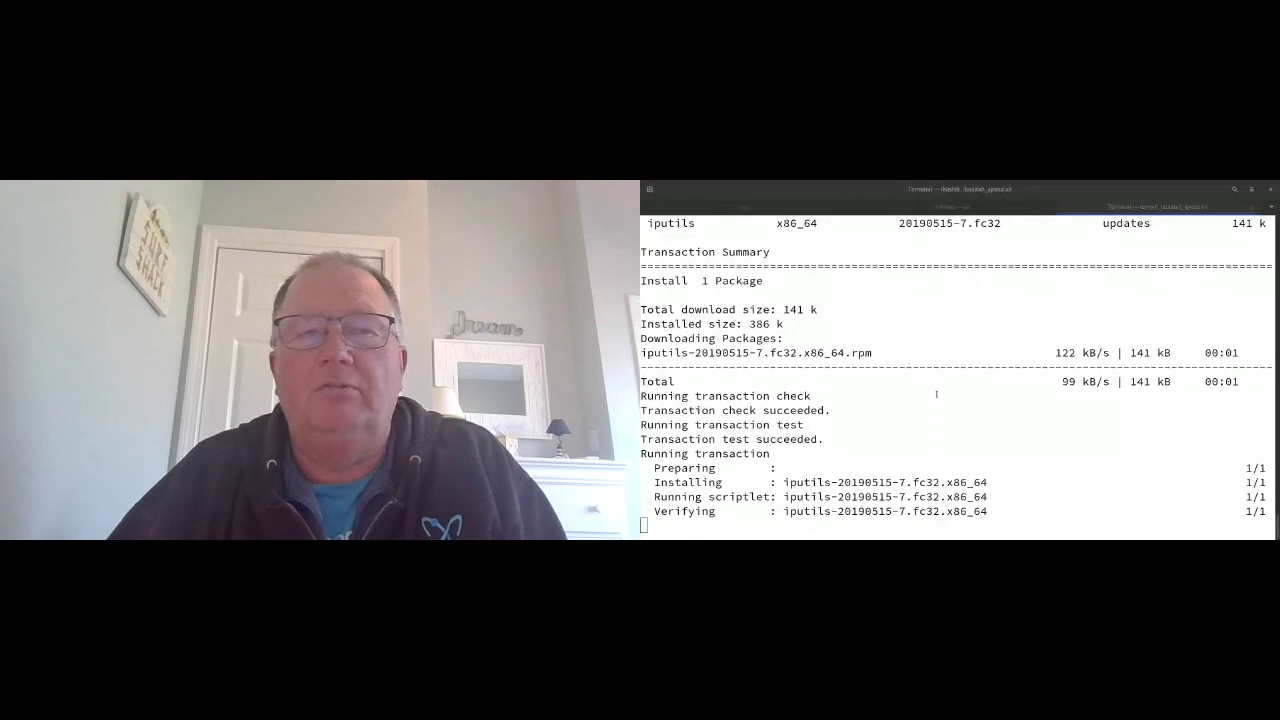 SURF
SHACK
Dream
iputils x86_64 20190515-7.fc32 updates 141 k
Transaction Summary
================================================================================
Install 1 Package
Total download size: 141 k
Installed size: 386 k
Downloading Packages:
iputils-20190515-7.fc32.x86_64.rpm 122 kB/s | 141 kB 00:01
--------------------------------------------------------------------------------
Total 99 kB/s | 141 kB 00:01
Running transaction check
Transaction check succeeded.
Running transaction test
Transaction test succeeded.
Running transaction
Preparing : 1/1
Installing : iputils-20190515-7.fc32.x86_64 1/1
Running scriptlet: iputils-20190515-7.fc32.x86_64 1/1
Verifying : iputils-20190515-7.fc32.x86_64 1/1